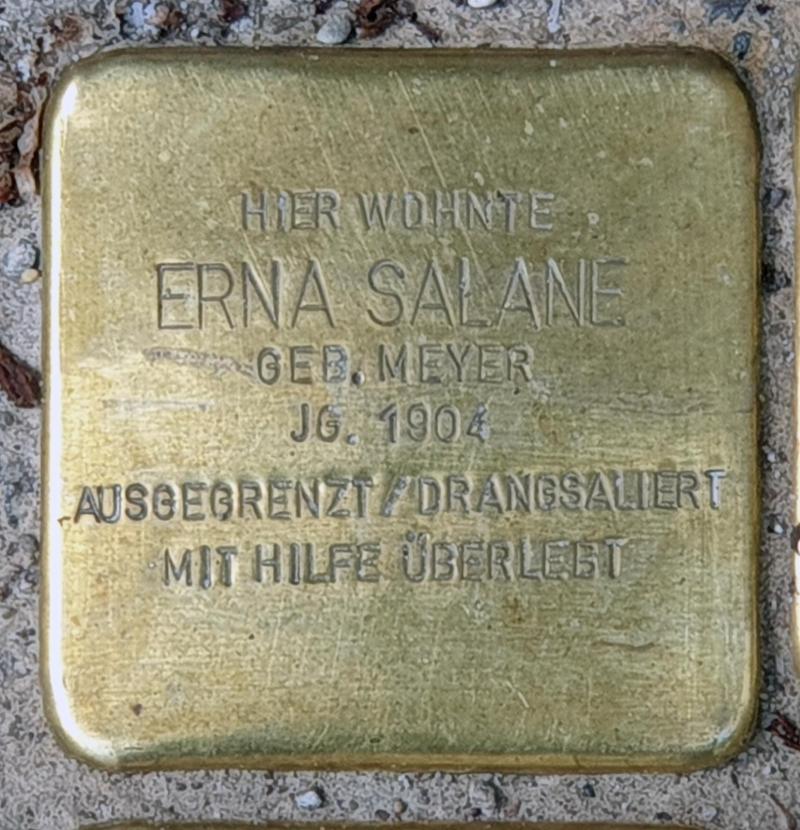 HIER WOHNTE
ERNA SALANE
GEB. MEYER
JG. 1904
AUSGEGRENZT/DRANGSALIERT
MIT HILFE ÜBERLEBT